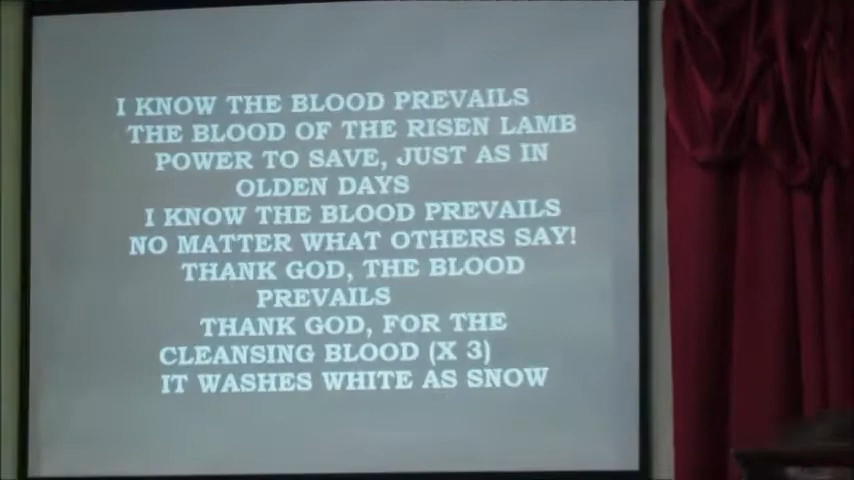 I KNOW THE BLOOD PREVAILS
THE BLOOD OF THE RISEN LAMB
POWER TO SAVE, JUST AS IN
OLDEN DAYS
I KNOW THE BLOOD PREVAILS
NO MATTER WHAT OTHERS SAY!
THANK GOD, THE BLOOD
PREVAILS
THANK GOD, FOR THE
CLEANSING BLOOD (X 3)
IT WASHES WHITE AS SNOW